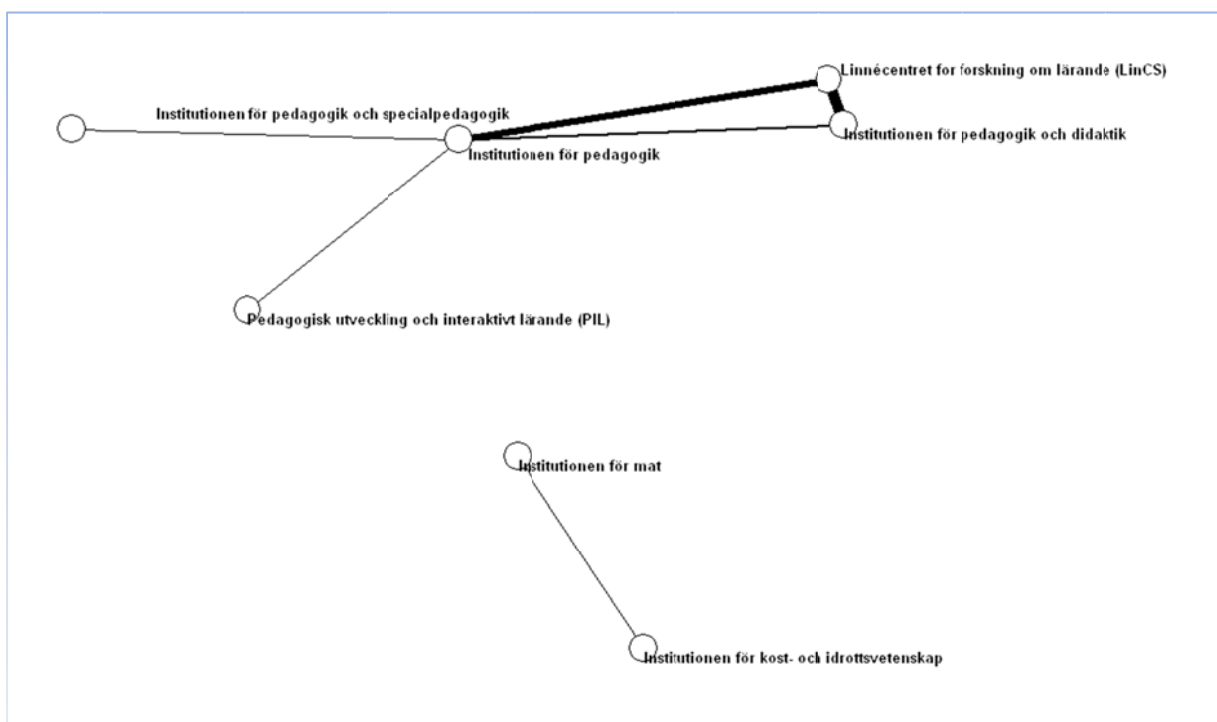 Linnécentret for forskning om lärande (LinCS)
Institutionen för pedagogik och specialpedagogik
Institutionen för pedagogik och didaktik
Institutionen för pedagogik
Pedagogisk utveckling och interaktivt lärande (PIL)
Institutionen för mat
Institutionen för kost- och idrottsvetenskap